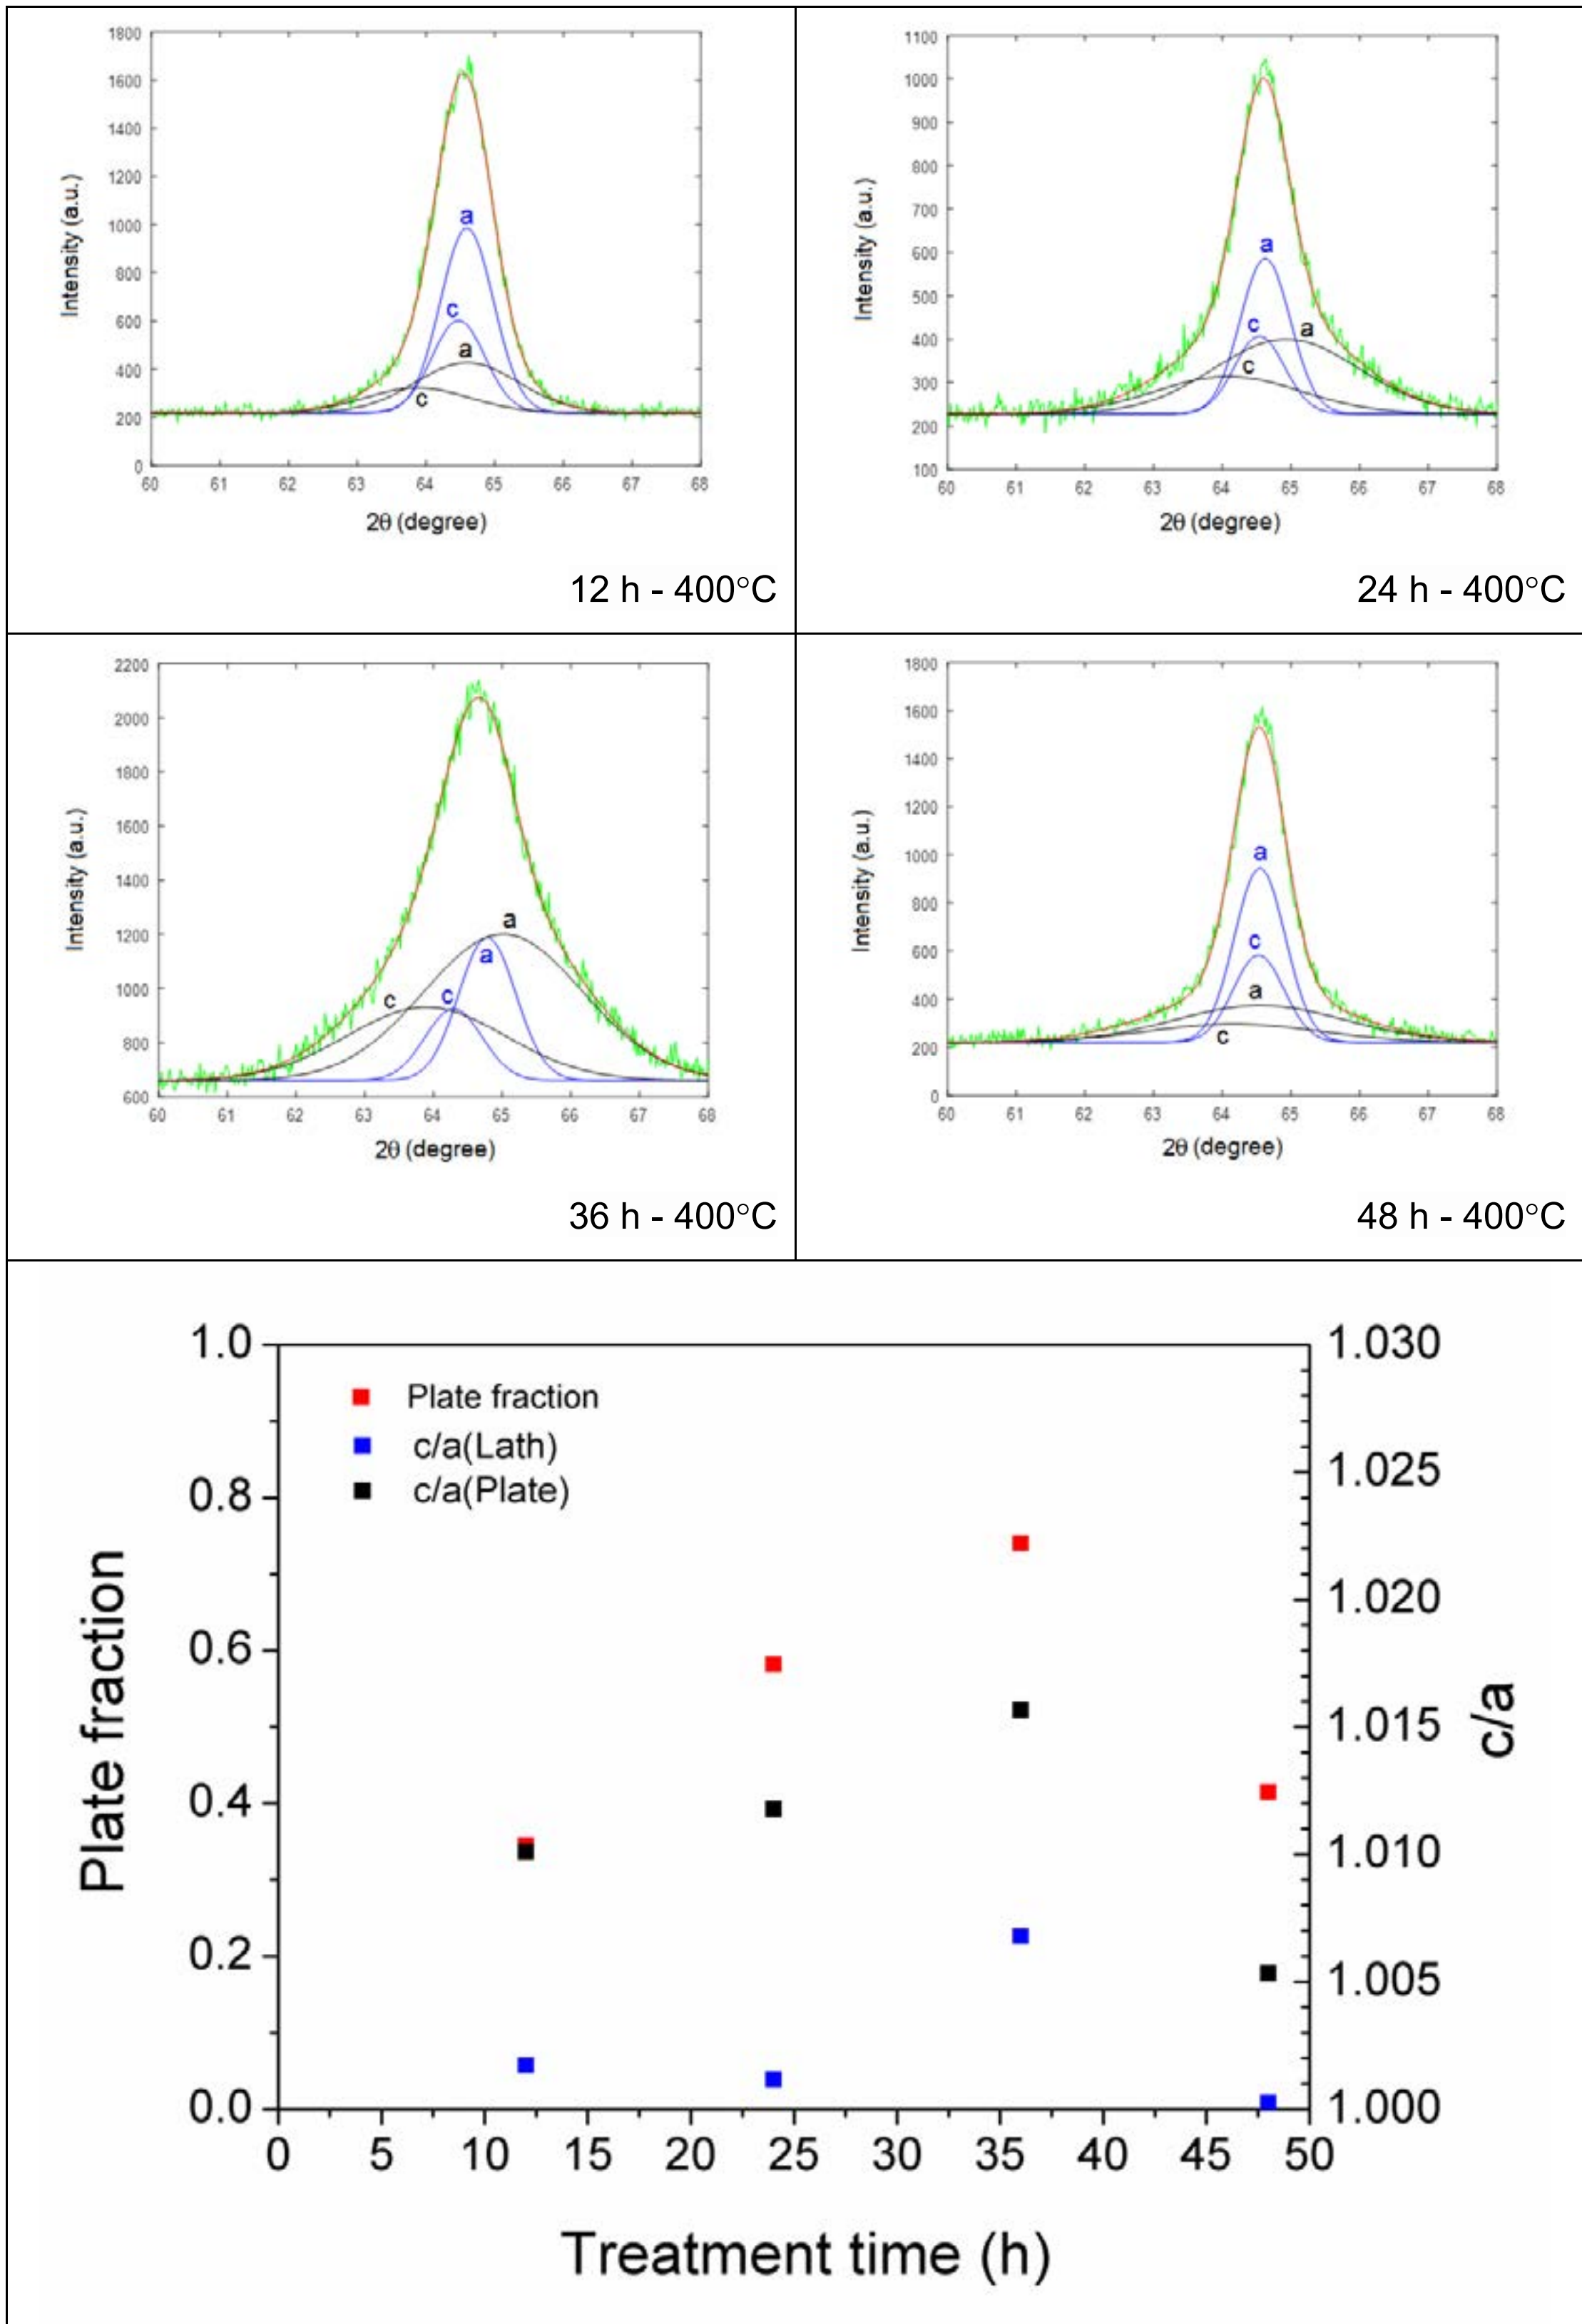 1800
1600
1400
1200
1000
800
600
400
200
0
Intensity (a.u.)
a
c
a
c
60 61 62 63 64 65 66 67 68
2θ (degree)
12 h - 400°C
1100
1000
900
800
700
600
500
400
300
200
100
Intensity (a.u.)
a
c
a
c
60 61 62 63 64 65 66 67 68
2θ (degree)
24 h - 400°C
2200
2000
1800
1600
1400
1200
1000
800
600
Intensity (a.u.)
a
a
c
c
60 61 62 63 64 65 66 67 68
2θ (degree)
36 h - 400°C
1800
1600
1400
1200
1000
800
600
400
200
0
Intensity (a.u.)
a
c
a
c
60 61 62 63 64 65 66 67 68
2θ (degree)
48 h - 400°C
1.0
0.8
0.6
0.4
0.2
0.0
Plate fraction
Plate fraction
c/a(Lath)
c/a(Plate)
1.030
1.025
1.020
1.015
1.010
1.005
1.000
c/a
0 5 10 15 20 25 30 35 40 45 50
Treatment time (h)